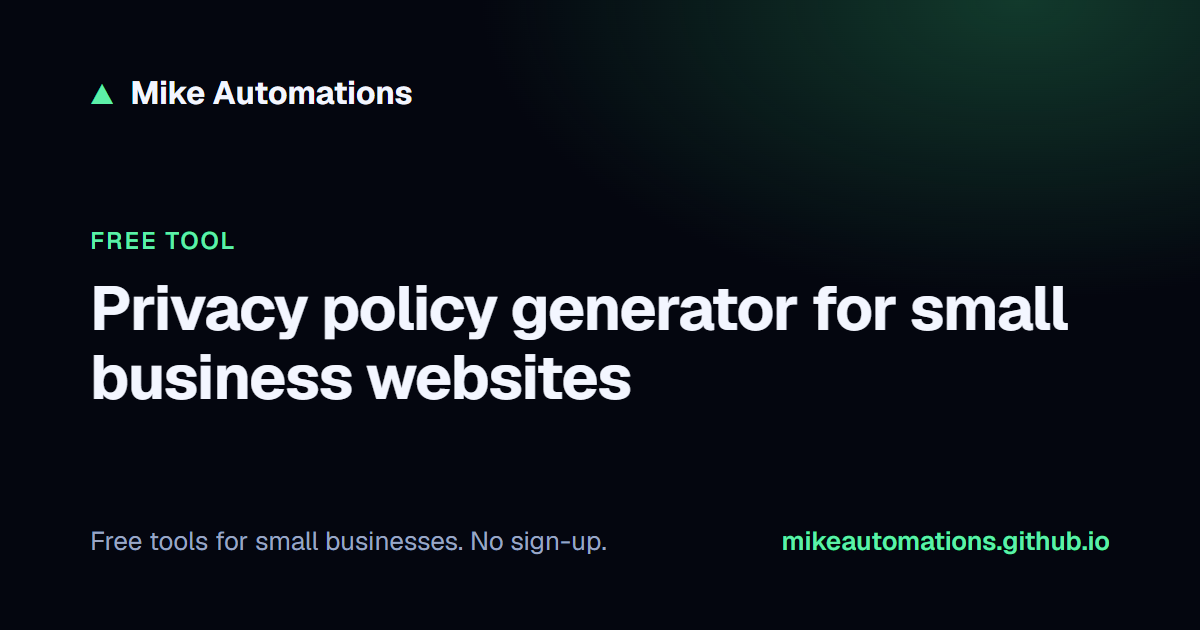 Mike Automations
FREE TOOL
Privacy policy generator for small
business websites
Free tools for small businesses. No sign-up.
mikeautomations.github.io